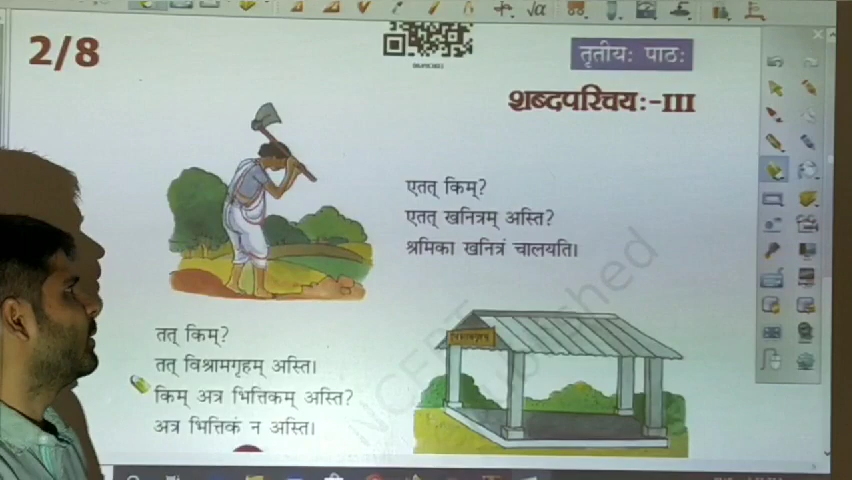 2/8
तृतीयः पाठः
शब्दपरिचयः-III
एतत् किम्?
एतत् खनित्रम् अस्ति?
श्रमिका खनित्रं चालयति।
तत् किम्?
तत् विश्रामगृहम् अस्ति।
किम् अत्र भित्तिकम् अस्ति?
अत्र भित्तिकं न अस्ति।